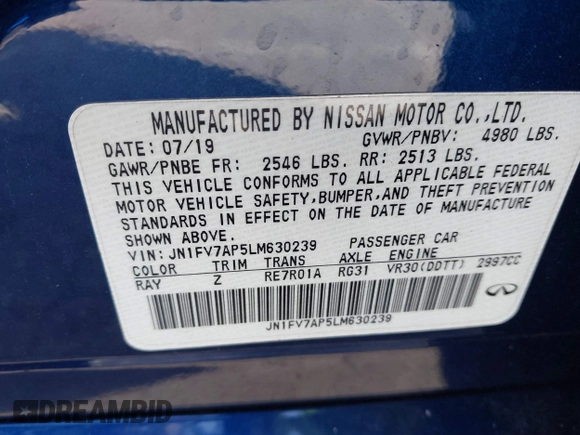 MANUFACTURED BY NISSAN MOTOR CO.,LTD.
DATE: 07/19 GVWR/PNBV: 4980 LBS.
GAWR/PNBE FR: 2546 LBS. RR: 2513 LBS.
THIS VEHICLE CONFORMS TO ALL APPLICABLE FEDERAL
MOTOR VEHICLE SAFETY,BUMPER,AND THEFT PREVENTION
STANDARDS IN EFFECT ON THE DATE OF MANUFACTURE
SHOWN ABOVE.
VIN: JN1FV7AP5LM630239 PASSENGER CAR
COLOR TRIM TRANS AXLE ENGINE
RAY Z RE7R01A RG31 VR30(DDTT) 2997CC
JN1FV7AP5LM630239
DREAMBID